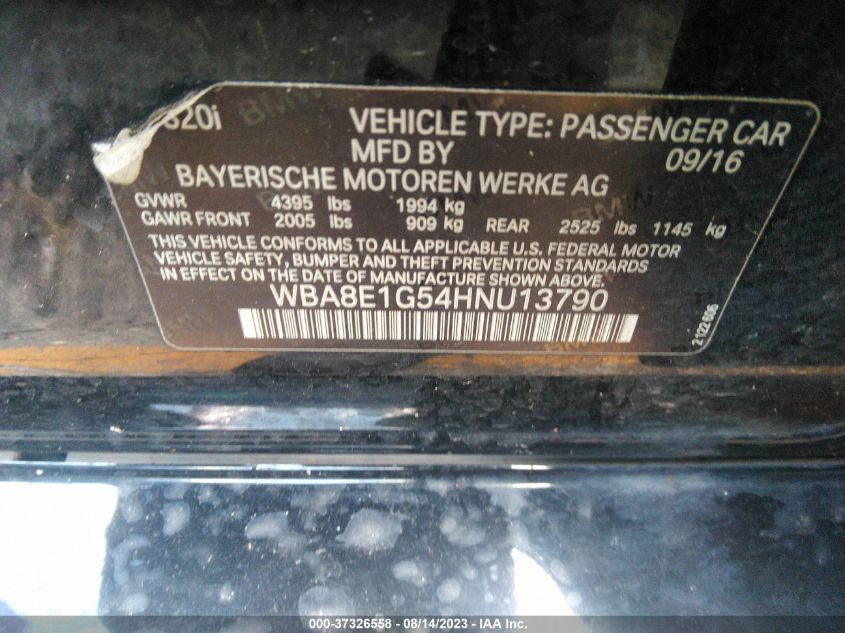 320i
VEHICLE TYPE: PASSENGER CAR
MFD BY
09/16
BAYERISCHE MOTOREN WERKE AG
GVWR 4395 lbs 1994 kg
GAWR FRONT 2005 lbs 909 kg REAR 2525 lbs 1145 kg
THIS VEHICLE CONFORMS TO ALL APPLICABLE U.S. FEDERAL MOTOR
VEHICLE SAFETY, BUMPER AND THEFT PREVENTION STANDARDS
IN EFFECT ON THE DATE OF MANUFACTURE SHOWN ABOVE.
WBA8E1G54HNU13790
2 122 606
000-37326558 - 08/14/2023 - IAA Inc.